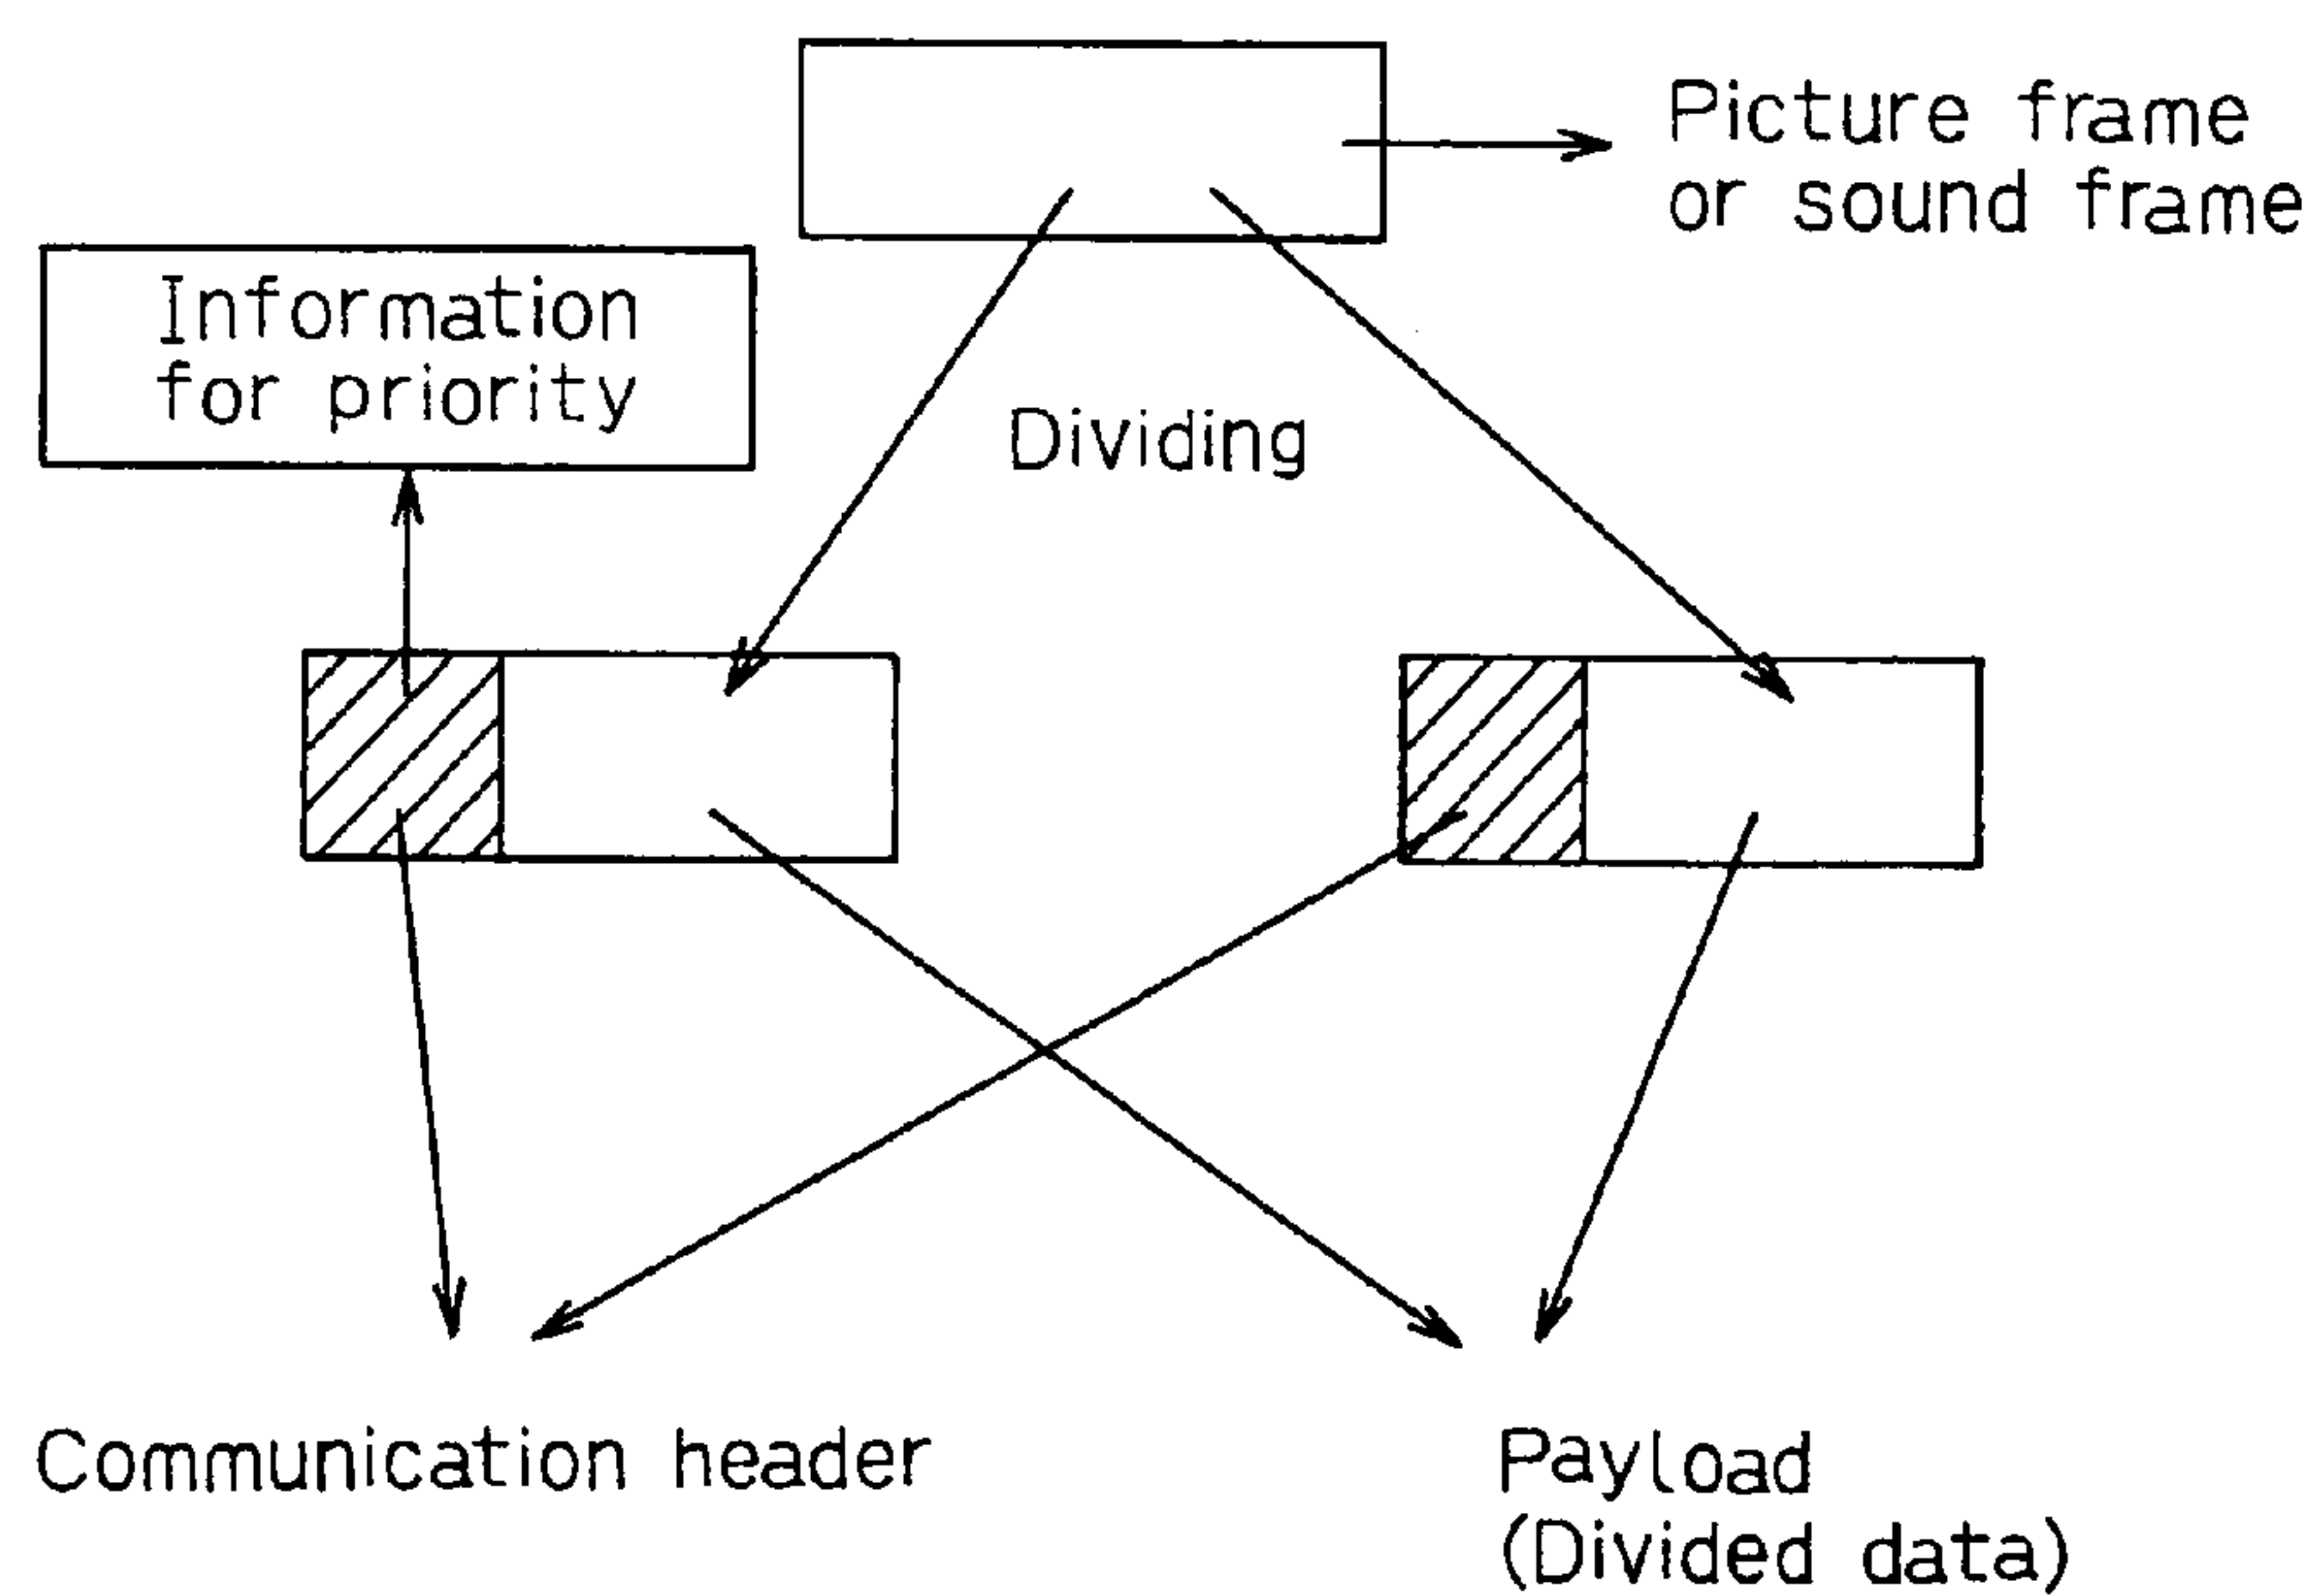 Picture frame
or sound frame
Information
for priority
Dividing
Communication header
Payload
(Divided data)